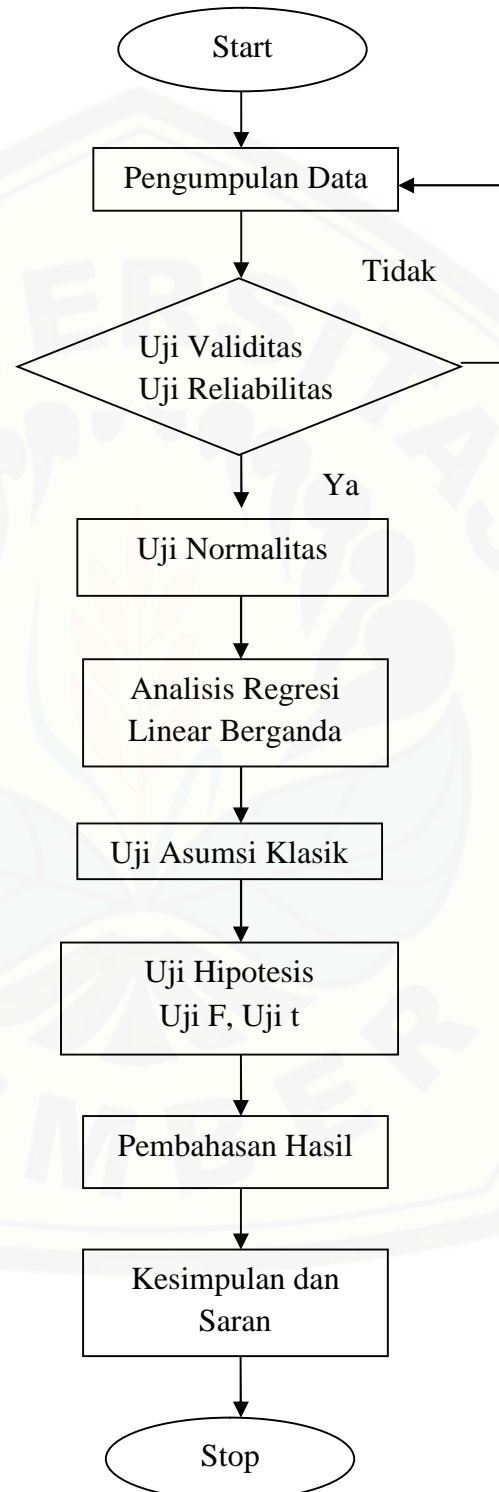 Start
Pengumpulan Data
Tidak
Uji Validitas
Uji Reliabilitas
Ya
Uji Normalitas
Analisis Regresi
Linear Berganda
Uji Asumsi Klasik
Uji Hipotesis
Uji F, Uji t
Pembahasan Hasil
Kesimpulan dan
Saran
Stop